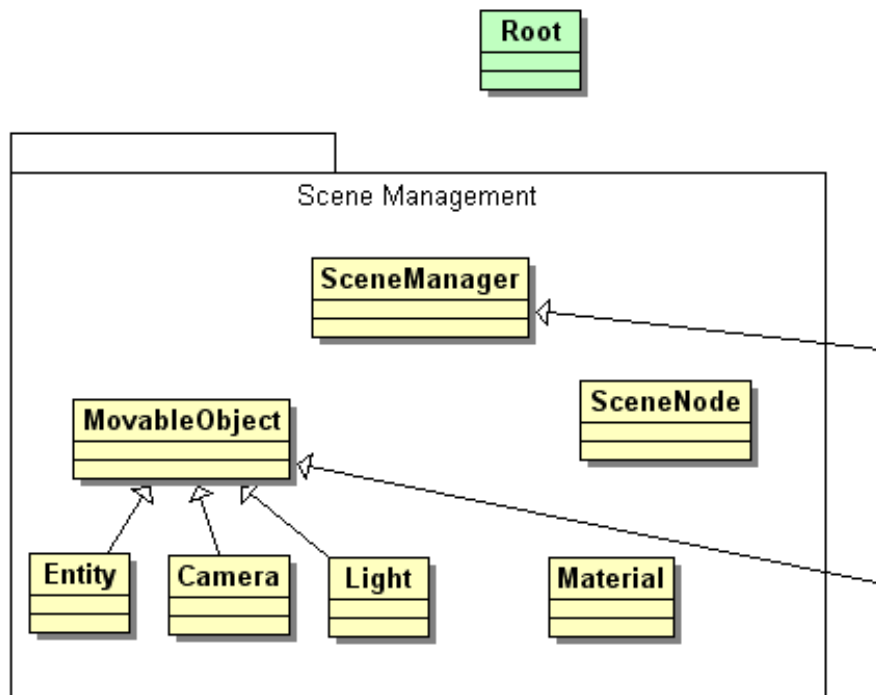 Root
Scene Management
SceneManager
SceneNode
MovableObject
Entity
Camera
Light
Material